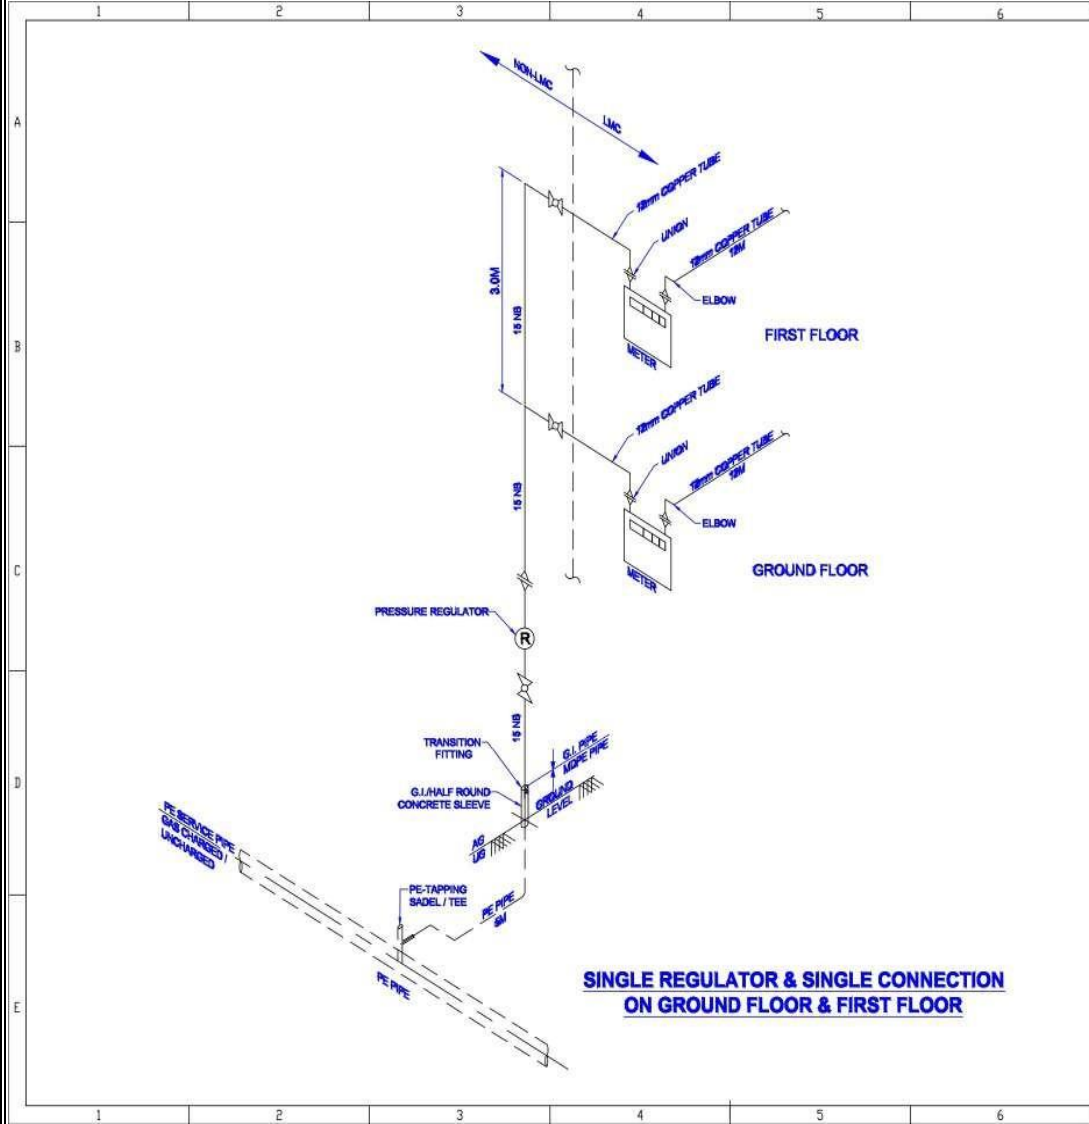 1 2 3 4 5 6
A
NON-LMC
LMC
12mm COPPER TUBE
UNION
12mm COPPER TUBE
12M
3.0M
15 NB
ELBOW
FIRST FLOOR
B
METER
12mm COPPER TUBE
UNION
12mm COPPER TUBE
12M
15 NB
ELBOW
METER
GROUND FLOOR
C
PRESSURE REGULATOR
R
15 NB
TRANSITION
FITTING
G.I. PIPE
MDPE PIPE
D
G.I./HALF ROUND
CONCRETE SLEEVE
GROUND
LEVEL
AG
UG
PE SERVICE PIPE
GAS CHARGED /
UNCHARGED
PE-TAPPING
SADEL / TEE
PE PIPE
5M
PE PIPE
E
SINGLE REGULATOR & SINGLE CONNECTION
ON GROUND FLOOR & FIRST FLOOR
1 2 3 4 5 6